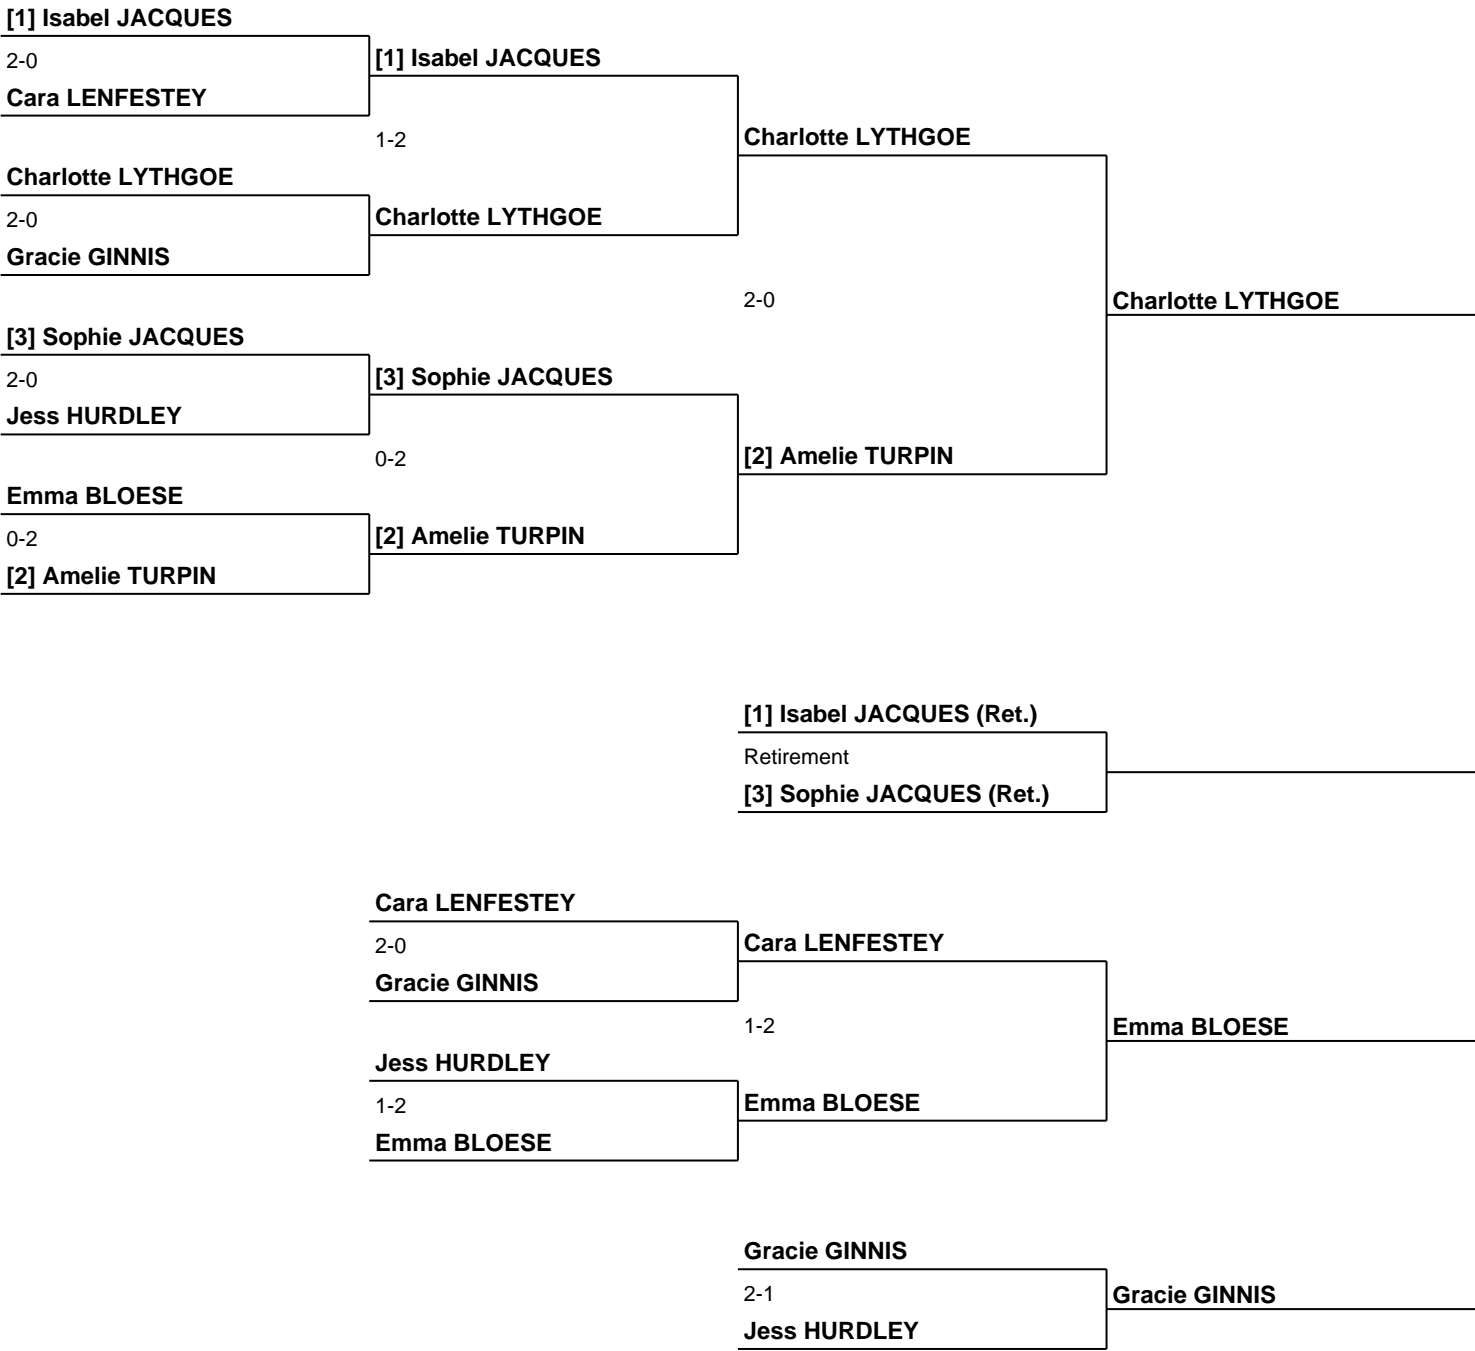 [1] Isabel JACQUES
2-0
[1] Isabel JACQUES
Cara LENFESTEY
1-2
Charlotte LYTHGOE
Charlotte LYTHGOE
2-0
Charlotte LYTHGOE
Gracie GINNIS
2-0
Charlotte LYTHGOE
[3] Sophie JACQUES
2-0
[3] Sophie JACQUES
Jess HURDLEY
0-2
[2] Amelie TURPIN
Emma BLOESE
0-2
[2] Amelie TURPIN
[2] Amelie TURPIN
[1] Isabel JACQUES (Ret.)
Retirement
[3] Sophie JACQUES (Ret.)
Cara LENFESTEY
2-0
Cara LENFESTEY
Gracie GINNIS
1-2
Emma BLOESE
Jess HURDLEY
1-2
Emma BLOESE
Emma BLOESE
Gracie GINNIS
2-1
Gracie GINNIS
Jess HURDLEY